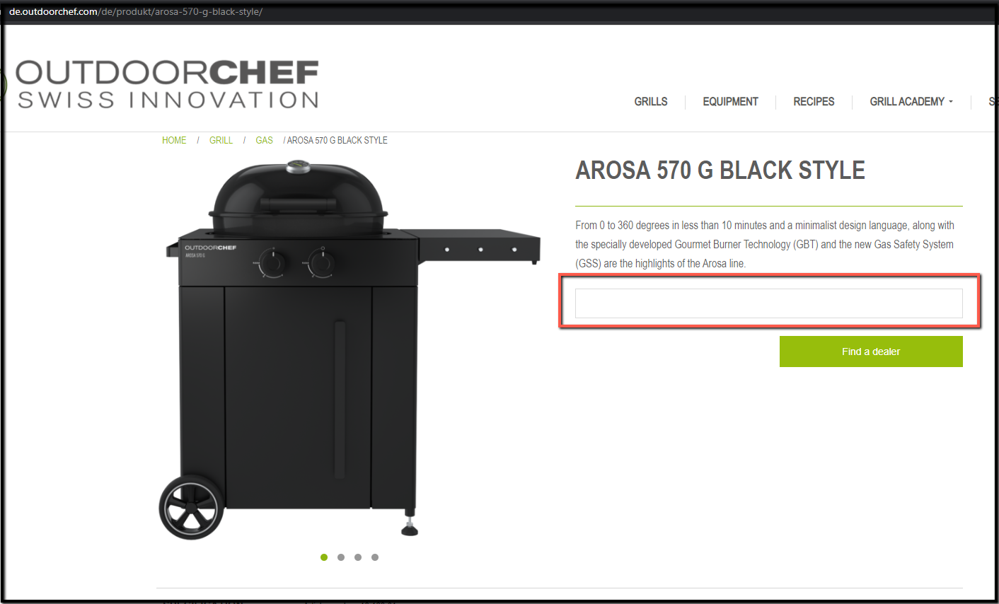 de.outdoorchef.com/de/produkt/arosa-570-g-black-style/
OUTDOORCHEF
SWISS INNOVATION
GRILLS
EQUIPMENT
RECIPES
GRILL ACADEMY
HOME / GRILL / GAS / AROSA 570 G BLACK STYLE
AROSA 570 G BLACK STYLE
From 0 to 360 degrees in less than 10 minutes and a minimalist design language, along with
the specially developed Gourmet Burner Technology (GBT) and the new Gas Safety System
(GSS) are the highlights of the Arosa line.
Find a dealer
OUTDOORCHEF
AROSA 570 G